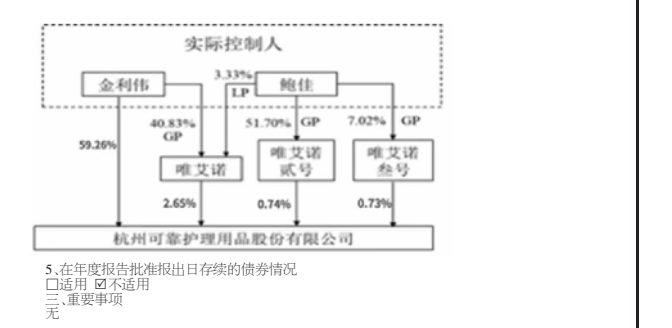 实际控制人
金利伟
3.33%
LP
鲍佳
40.83%
GP
51.70% GP
7.02% GP
59.26%
唯艾诺
唯艾诺
贰号
唯艾诺
叁号
2.65%
0.74%
0.73%
杭州可靠护理用品股份有限公司
5、在年度报告批准报出日存续的债券情况
□适用 ☑不适用
三、重要事项
无